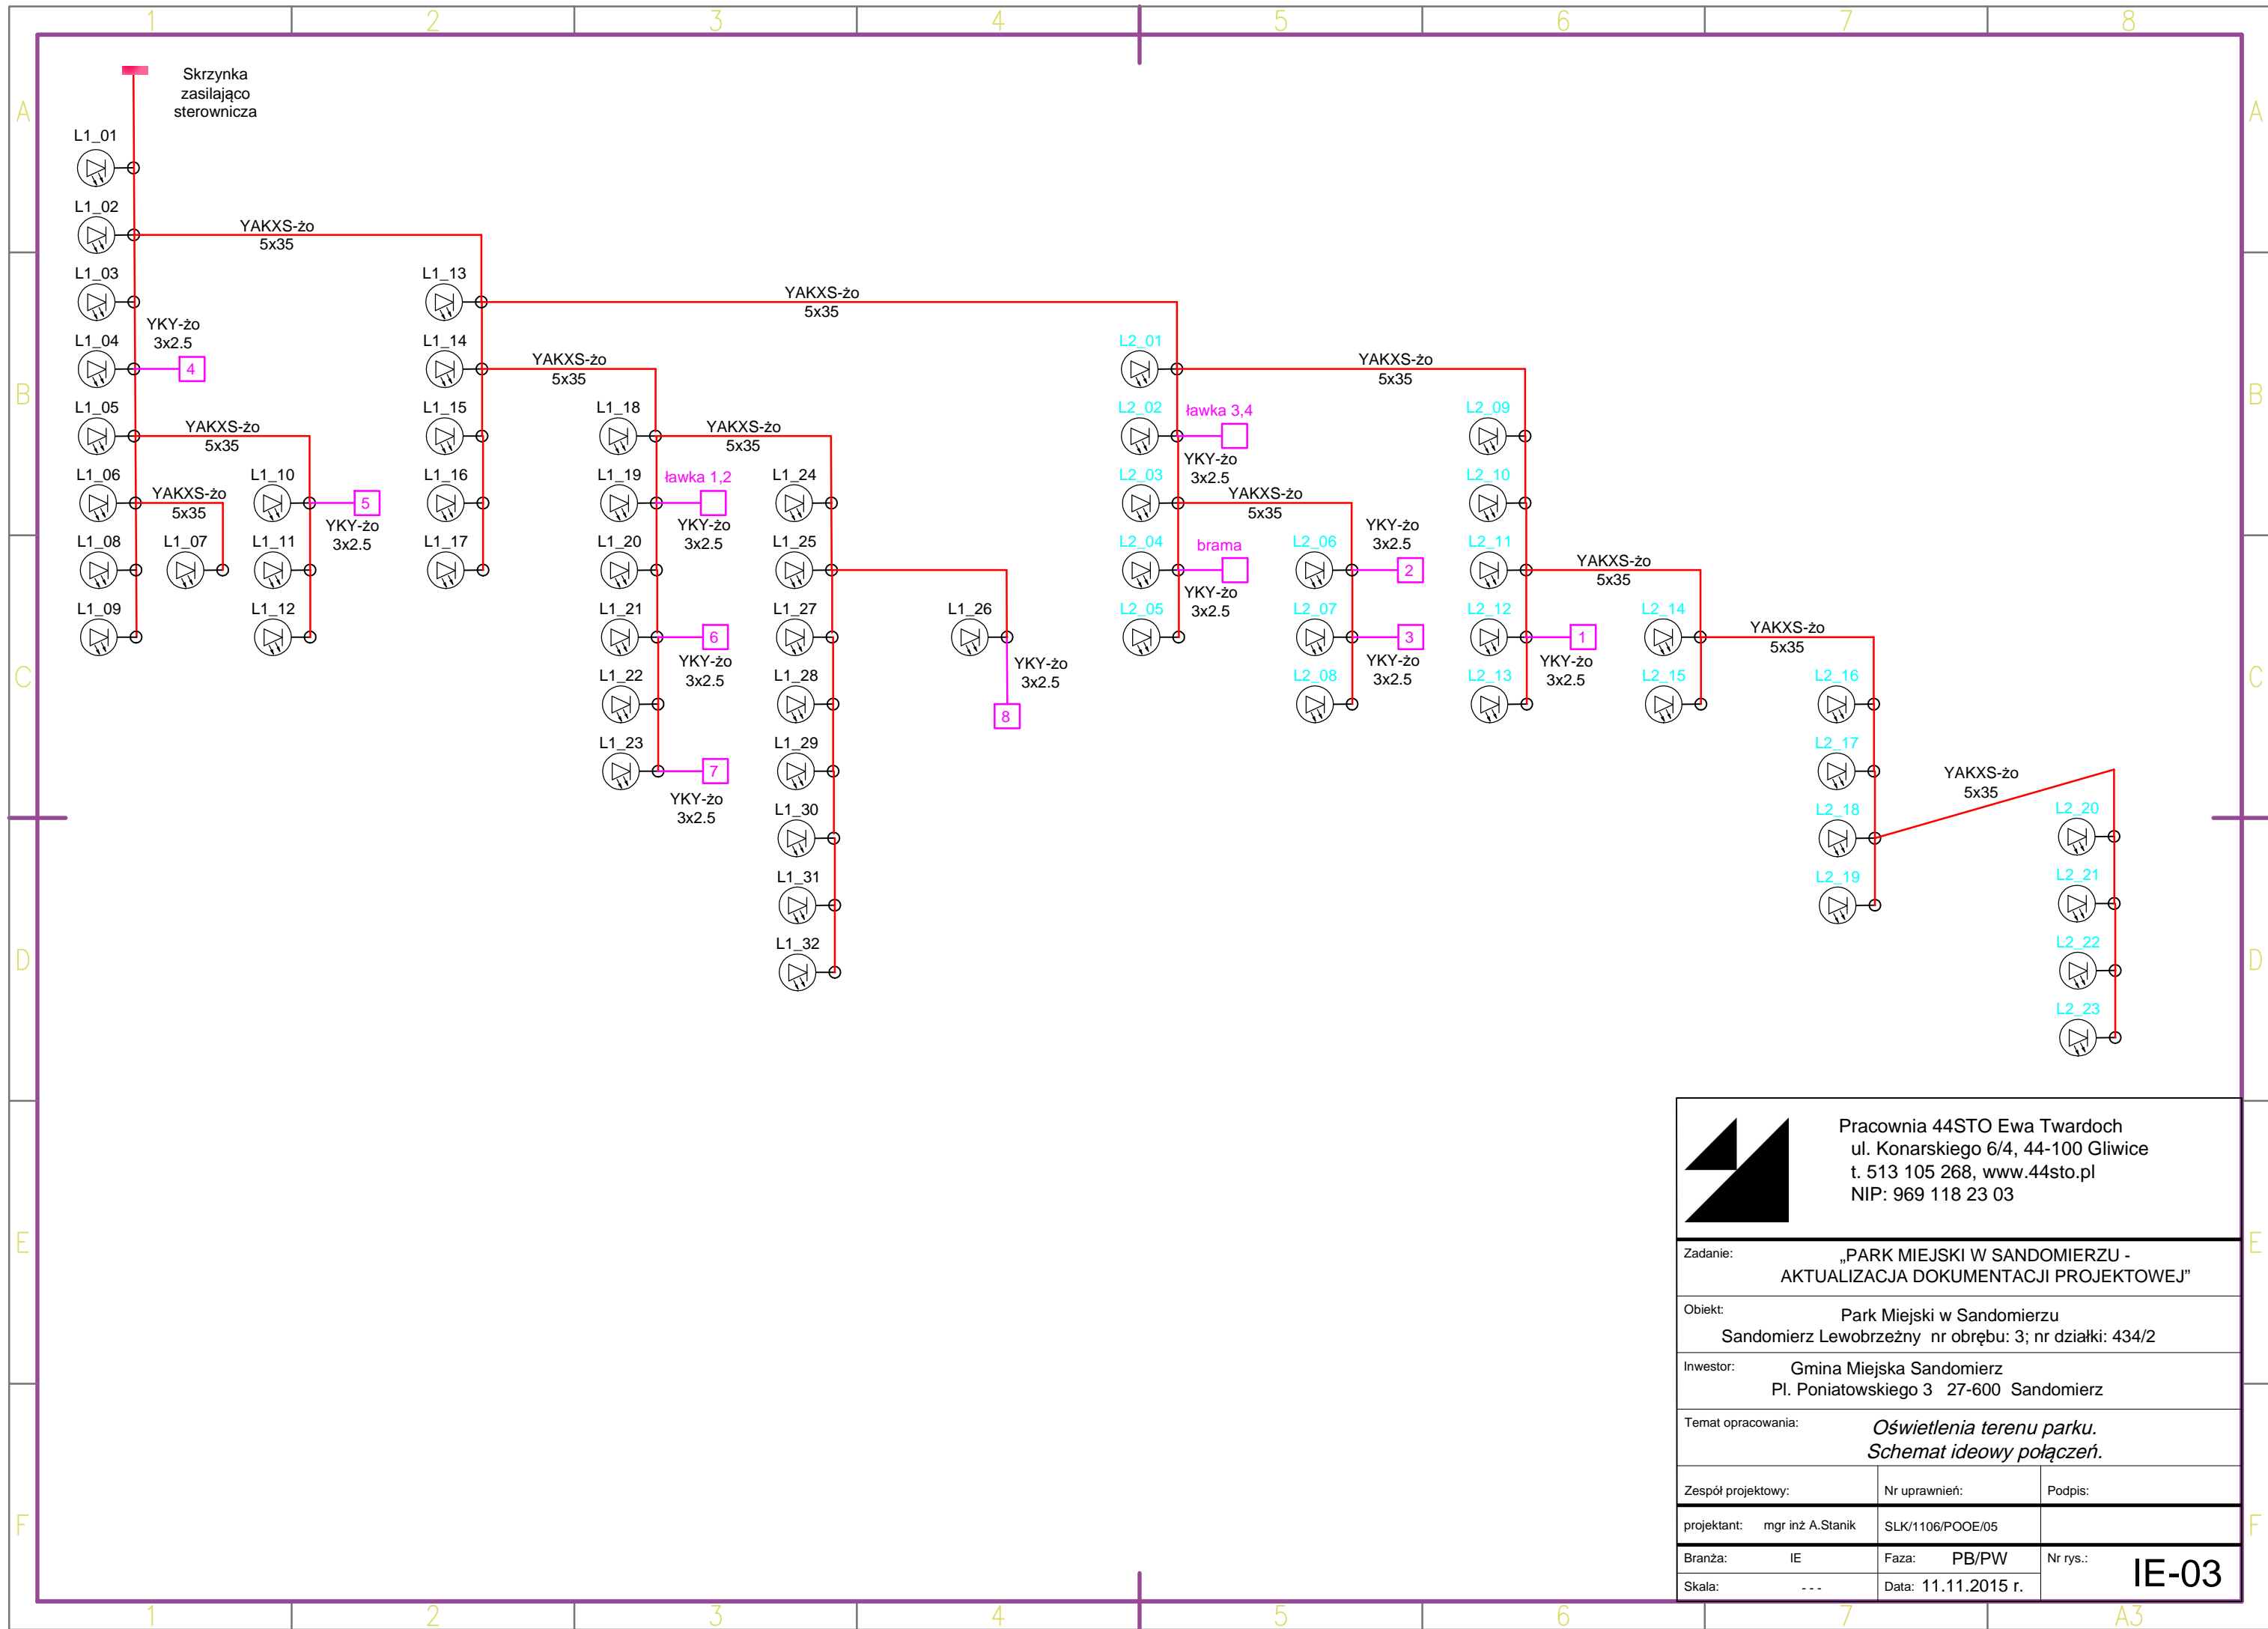 1 2 3 4 5 6 7 8
A A
B B
C C
D D
E E
F F
Skrzynka
zasilająco
sterownicza
L1_01
L1_02
YAKXS-żo
5x35
L1_03
YKY-żo
3x2.5
L1_04
4
L1_05
YAKXS-żo
5x35
L1_06
YAKXS-żo
5x35
L1_08
L1_07
L1_09
L1_10
5
YKY-żo
3x2.5
L1_11
L1_12
L1_13
YAKXS-żo
5x35
L1_14
YAKXS-żo
5x35
L1_15
L1_16
L1_17
L1_18
YAKXS-żo
5x35
L1_19
ławka 1,2
YKY-żo
3x2.5
L1_20
L1_21
6
YKY-żo
3x2.5
L1_22
L1_23
7
YKY-żo
3x2.5
L1_24
L1_25
L1_27
L1_28
L1_29
L1_30
L1_31
L1_32
L1_26
YKY-żo
3x2.5
8
L2_01
YAKXS-żo
5x35
L2_02
ławka 3,4
YKY-żo
3x2.5
L2_03
YAKXS-żo
5x35
L2_04
brama
YKY-żo
3x2.5
L2_05
YKY-żo
3x2.5
L2_06
2
L2_07
3
YKY-żo
3x2.5
L2_08
L2_09
L2_10
L2_11
YAKXS-żo
5x35
L2_12
1
YKY-żo
3x2.5
L2_13
L2_14
YAKXS-żo
5x35
L2_15
L2_16
L2_17
YAKXS-żo
5x35
L2_18
L2_19
L2_20
L2_21
L2_22
L2_23
Pracownia 44STO Ewa Twardoch
ul. Konarskiego 6/4, 44-100 Gliwice
t. 513 105 268, www.44sto.pl
NIP: 969 118 23 03
Zadanie: „PARK MIEJSKI W SANDOMIERZU -
AKTUALIZACJA DOKUMENTACJI PROJEKTOWEJ”
Obiekt: Park Miejski w Sandomierzu
Sandomierz Lewobrzeżny nr obrębu: 3; nr działki: 434/2
Inwestor: Gmina Miejska Sandomierz
Pl. Poniatowskiego 3 27-600 Sandomierz
Temat opracowania: Oświetlenia terenu parku.
Schemat ideowy połączeń.
Zespół projektowy: Nr uprawnień: Podpis:
projektant: mgr inż A.Stanik SLK/1106/POOE/05
Branża: IE Faza: PB/PW Nr rys.: IE-03
Skala: - - - Data: 11.11.2015 r.
1 2 3 4 5 6 7 A3